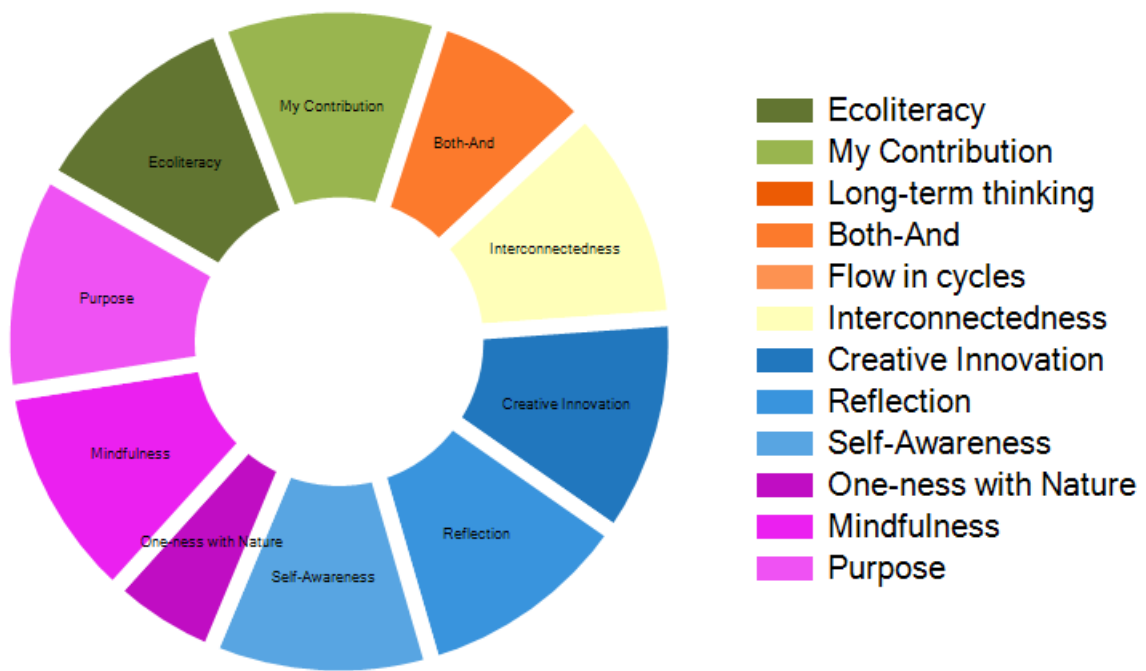 My Contribution
Both-And
Ecoliteracy
Interconnectedness
Purpose
Creative Innovation
Mindfulness
Reflection
One-ness with Nature
Self-Awareness
Ecoliteracy
My Contribution
Long-term thinking
Both-And
Flow in cycles
Interconnectedness
Creative Innovation
Reflection
Self-Awareness
One-ness with Nature
Mindfulness
Purpose